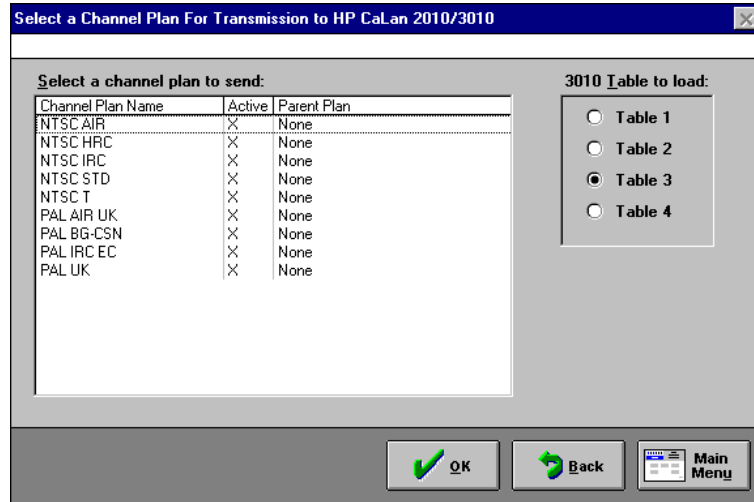 Select a Channel Plan For Transmission to HP CaLan 2010/3010
Select a channel plan to send:
Channel Plan Name Active Parent Plan
NTSC AIR X None
NTSC HRC X None
NTSC IRC X None
NTSC STD X None
NTSC T X None
PAL AIR UK X None
PAL BG-CSN X None
PAL IRC EC X None
PAL UK X None
3010 Table to load:
Table 1
Table 2
Table 3
Table 4
OK
Back
Main
Menu